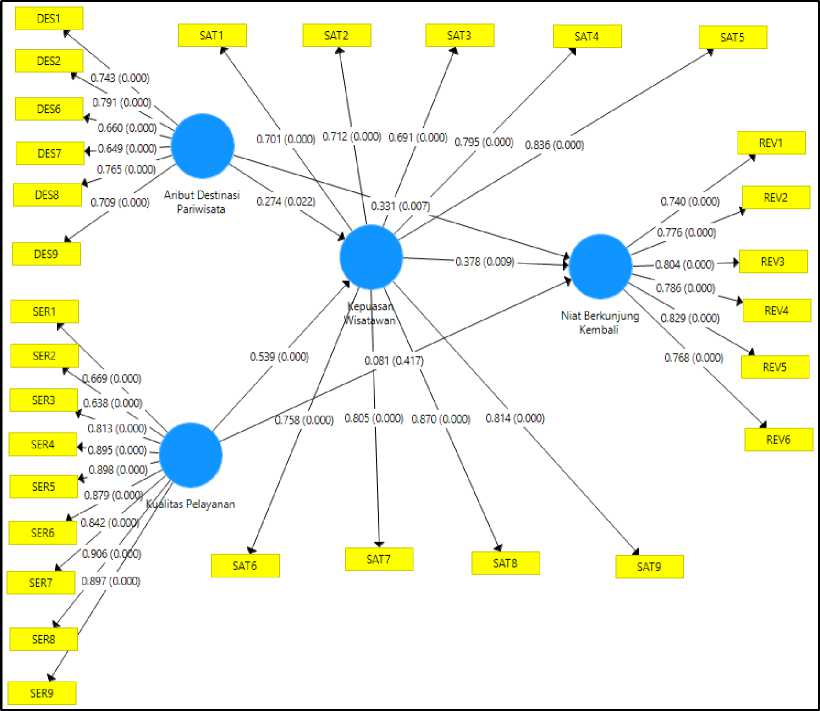 DES1
DES2
DES6
DES7
DES8
DES9
0.743 (0.000)
0.791 (0.000)
0.660 (0.000)
0.649 (0.000)
0.765 (0.000)
0.709 (0.000)
Aribut Destinasi
Pariwisata
SAT1
SAT2
SAT3
SAT4
SAT5
0.701 (0.000)
0.712 (0.000)
0.691 (0.000)
0.795 (0.000)
0.836 (0.000)
0.274 (0.022)
0.331 (0.007)
0.378 (0.009)
Kepuasan
Wisatawan
REV1
REV2
REV3
REV4
REV5
REV6
0.740 (0.000)
0.776 (0.000)
0.804 (0.000)
0.786 (0.000)
0.829 (0.000)
0.768 (0.000)
Niat Berkunjung
Kembali
SER1
SER2
SER3
SER4
SER5
SER6
SER7
SER8
SER9
0.669 (0.000)
0.638 (0.000)
0.813 (0.000)
0.895 (0.000)
0.898 (0.000)
0.879 (0.000)
0.842 (0.000)
0.906 (0.000)
0.897 (0.000)
Kualitas Pelayanan
0.539 (0.000)
0.081 (0.417)
0.758 (0.000)
0.805 (0.000)
0.870 (0.000)
0.814 (0.000)
SAT6
SAT7
SAT8
SAT9